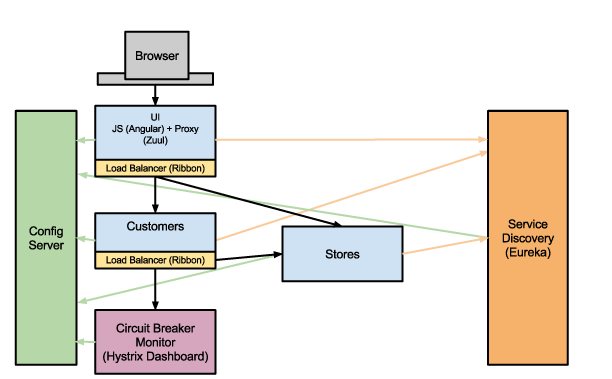 Browser
UI
JS (Angular) + Proxy
(Zuul)
Load Balancer (Ribbon)
Config
Server
Customers
Load Balancer (Ribbon)
Stores
Service
Discovery
(Eureka)
Circuit Breaker
Monitor
(Hystrix Dashboard)